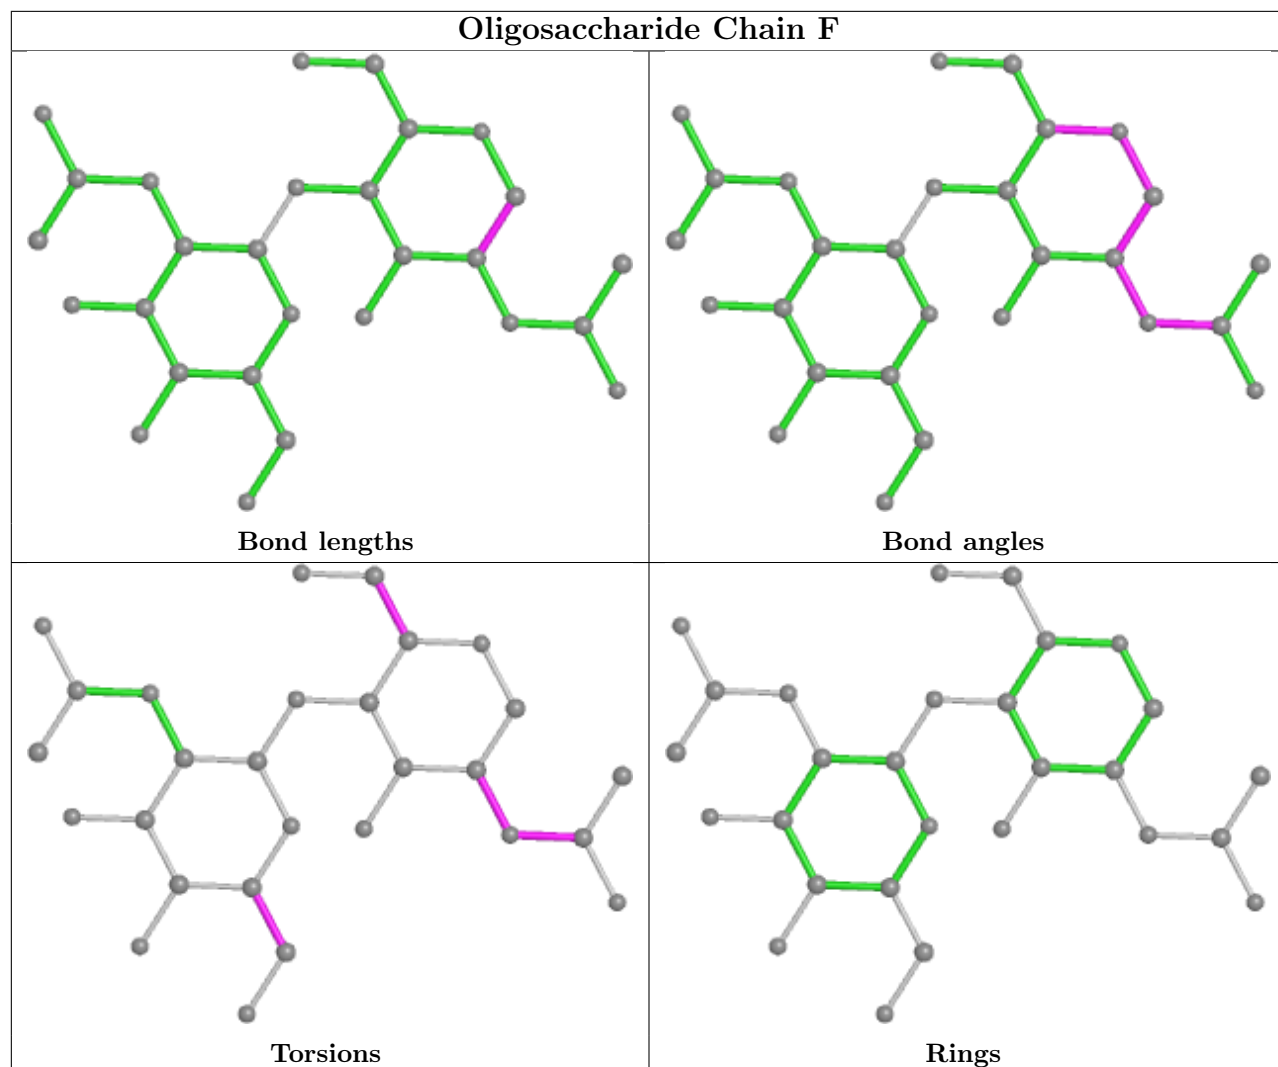 Oligosaccharide Chain F
Bond lengths
Bond angles
Torsions
Rings